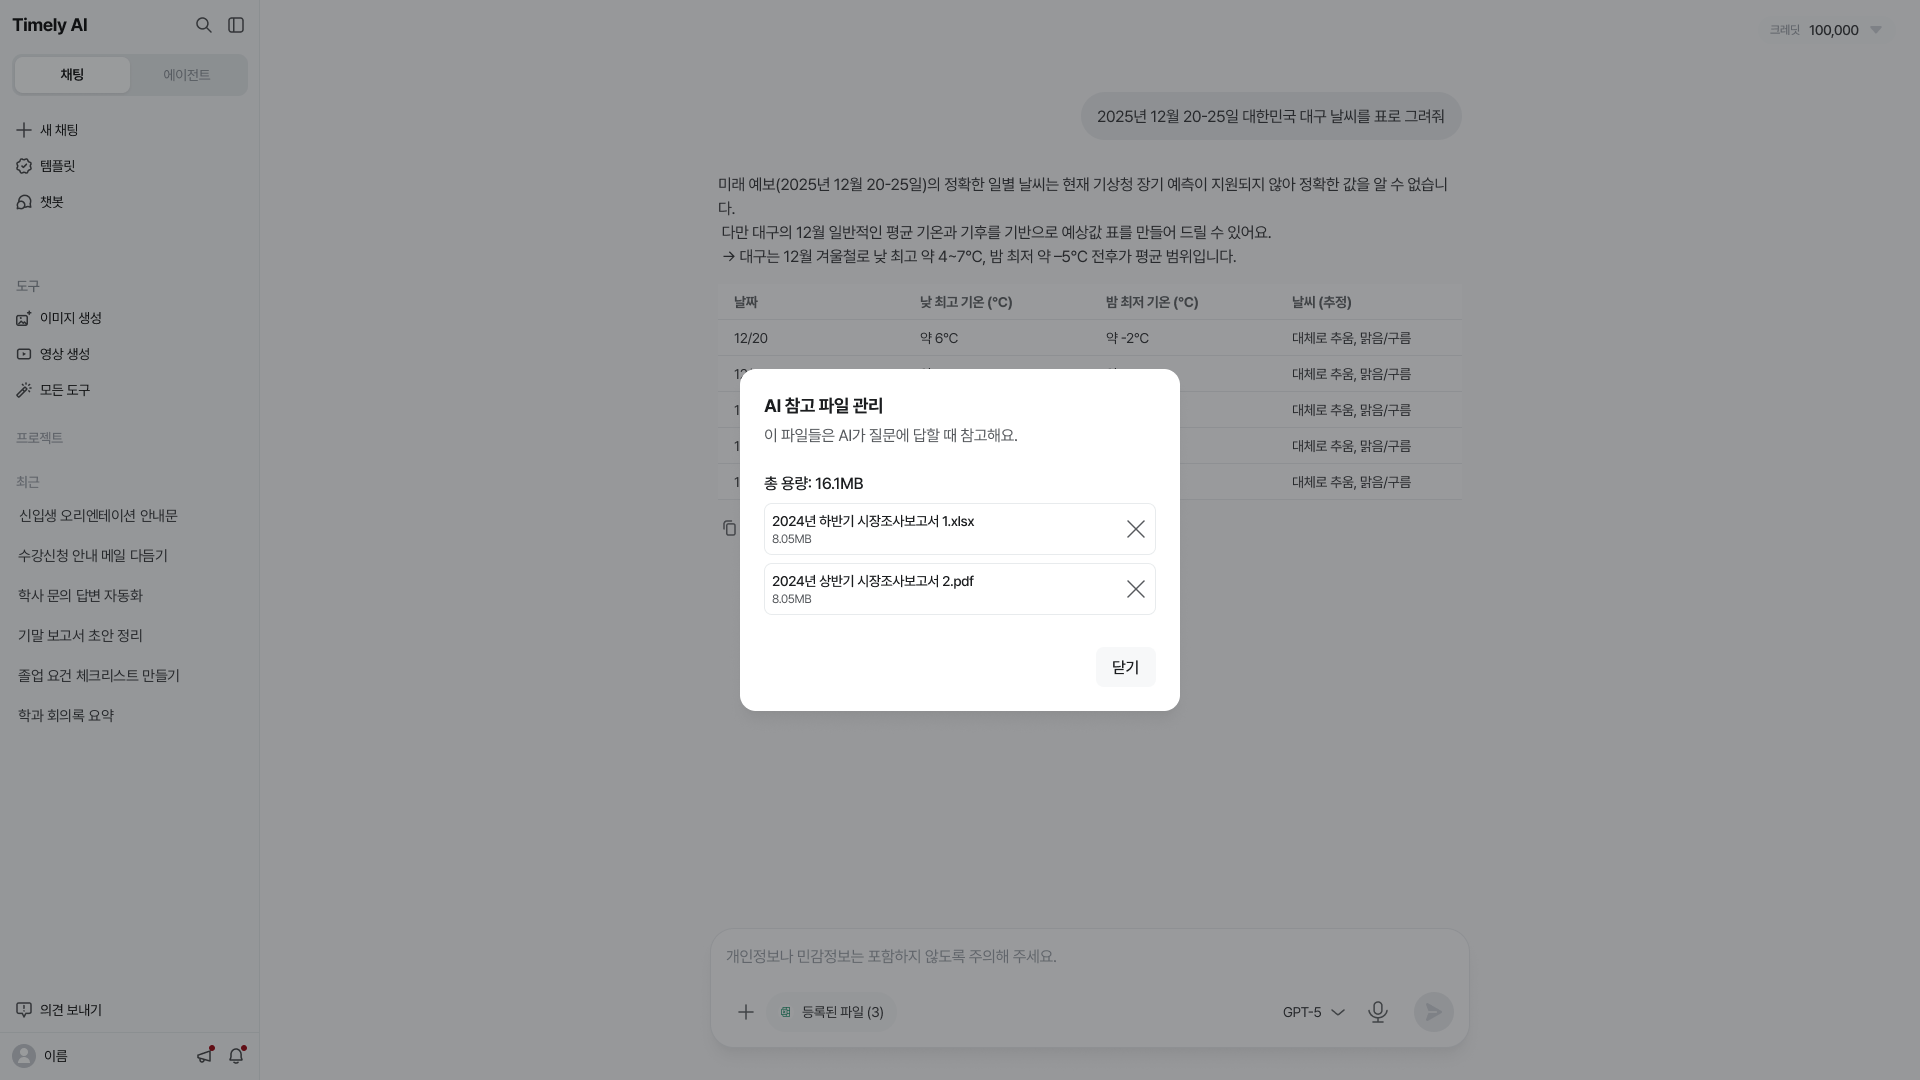 Timely AI
채팅
에이전트
새 채팅
템플릿
챗봇
도구
이미지 생성
영상 생성
모든 도구
프로젝트
최근
신입생 오리엔테이션 안내문
수강신청 안내 메일 다듬기
학사 문의 답변 자동화
기말 보고서 초안 정리
졸업 요건 체크리스트 만들기
학과 회의록 요약
의견 보내기
이름
크레딧 100,000
2025년 12월 20-25일 대한민국 대구 날씨를 표로 그려줘
미래 예보(2025년 12월 20-25일)의 정확한 일별 날씨는 현재 기상청 장기 예측이 지원되지 않아 정확한 값을 알 수 없습니
다.
다만 대구의 12월 일반적인 평균 기온과 기후를 기반으로 예상값 표를 만들어 드릴 수 있어요.
→ 대구는 12월 겨울철로 낮 최고 약 4~7°C, 밤 최저 약 –5°C 전후가 평균 범위입니다.
날짜 낮 최고 기온 (°C) 밤 최저 기온 (°C) 날씨 (추정)
12/20 약 6°C 약 -2°C 대체로 추움, 맑음/구름
대체로 추움, 맑음/구름
대체로 추움, 맑음/구름
대체로 추움, 맑음/구름
대체로 추움, 맑음/구름
AI 참고 파일 관리
이 파일들은 AI가 질문에 답할 때 참고해요.
총 용량: 16.1MB
2024년 하반기 시장조사보고서 1.xlsx
8.05MB
2024년 상반기 시장조사보고서 2.pdf
8.05MB
닫기
개인정보나 민감정보는 포함하지 않도록 주의해 주세요.
등록된 파일 (3)
GPT-5